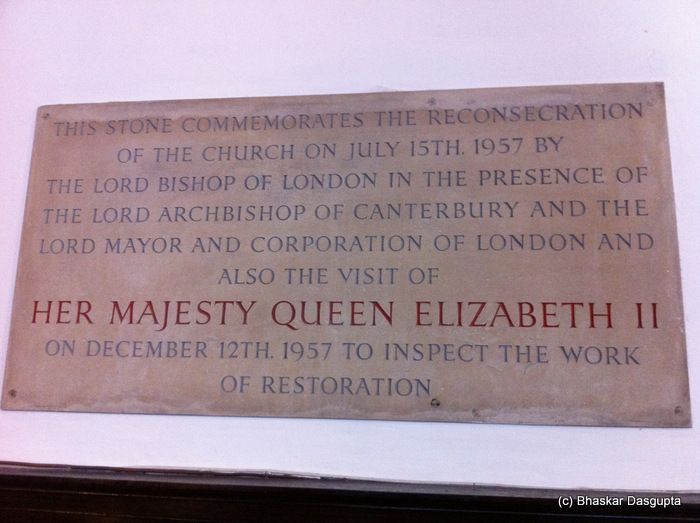 THIS STONE COMMEMORATES THE RECONSECRATION
OF THE CHURCH ON JULY 15TH. 1957 BY
THE LORD BISHOP OF LONDON IN THE PRESENCE OF
THE LORD ARCHBISHOP OF CANTERBURY AND THE
LORD MAYOR AND CORPORATION OF LONDON AND
ALSO THE VISIT OF
HER MAJESTY QUEEN ELIZABETH II
ON DECEMBER 12TH. 1957 TO INSPECT THE WORK
OF RESTORATION
(c) Bhaskar Dasgupta